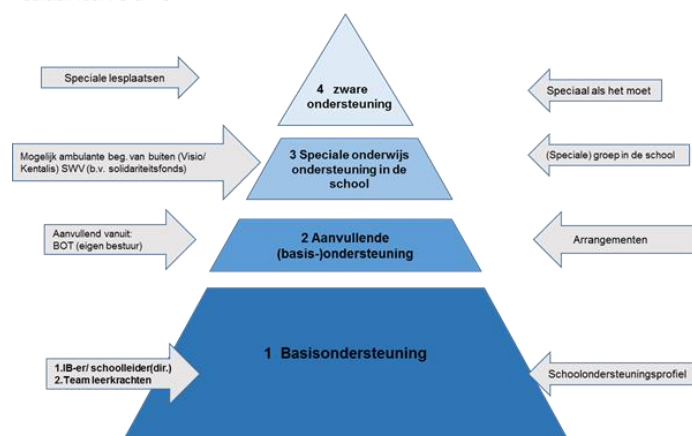 Speciale lesplaatsen
4 zware
ondersteuning
Speciaal als het moet
Mogelijk ambulante beg. van buiten (Visio/
Kentalis) SWV (b.v. solidariteitsfonds)
3 Speciale onderwijs
ondersteuning in de
school
(Speciale) groep in de school
Aanvullend vanuit:
BOT (eigen bestuur)
2 Aanvullende
(basis-)ondersteuning
Arrangementen
1 Basisondersteuning
1.IB-er/ schoolleider(dir.)
2.Team leerkrachten
Schoolondersteuningsprofiel